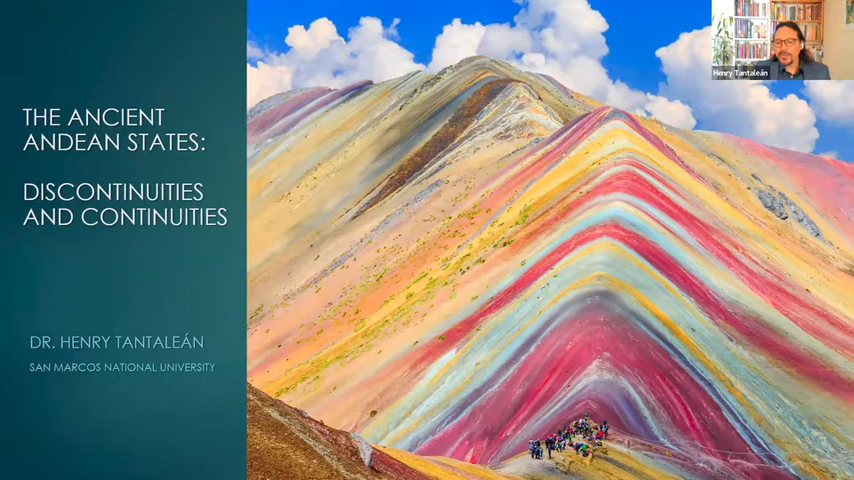 THE ANCIENT
ANDEAN STATES:
DISCONTINUITIES
AND CONTINUITIES
DR. HENRY TANTALEÁN
SAN MARCOS NATIONAL UNIVERSITY
Henry Tantaleán